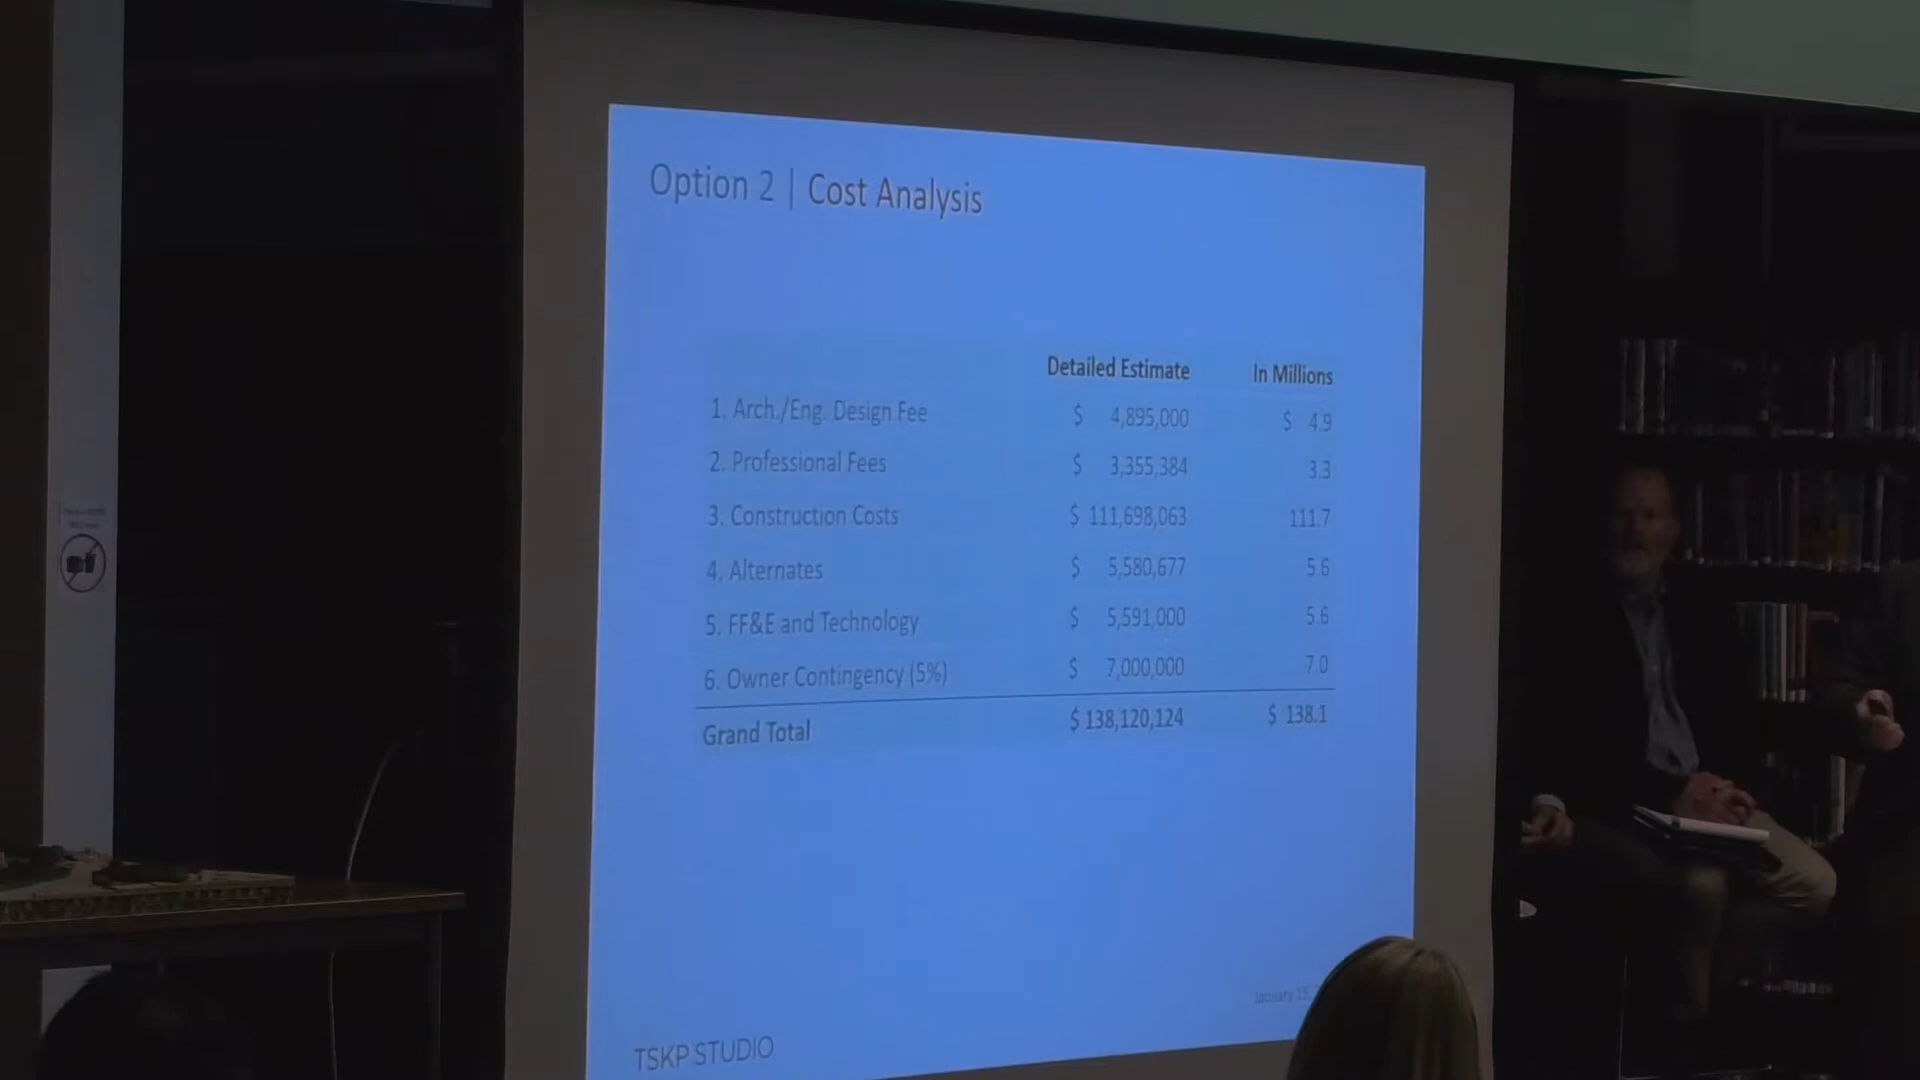 Option 2 | Cost Analysis
Detailed Estimate In Millions
1. Arch./Eng. Design Fee $ 4,895,000 $ 4.9
2. Professional Fees $ 3,355,384 3.3
3. Construction Costs $ 111,698,063 111.7
4. Alternates $ 5,580,677 5.6
5. FF&E and Technology $ 5,591,000 5.6
6. Owner Contingency (5%) $ 7,000,000 7.0
Grand Total $ 138,120,124 $ 138.1
January 15,
TSKP STUDIO